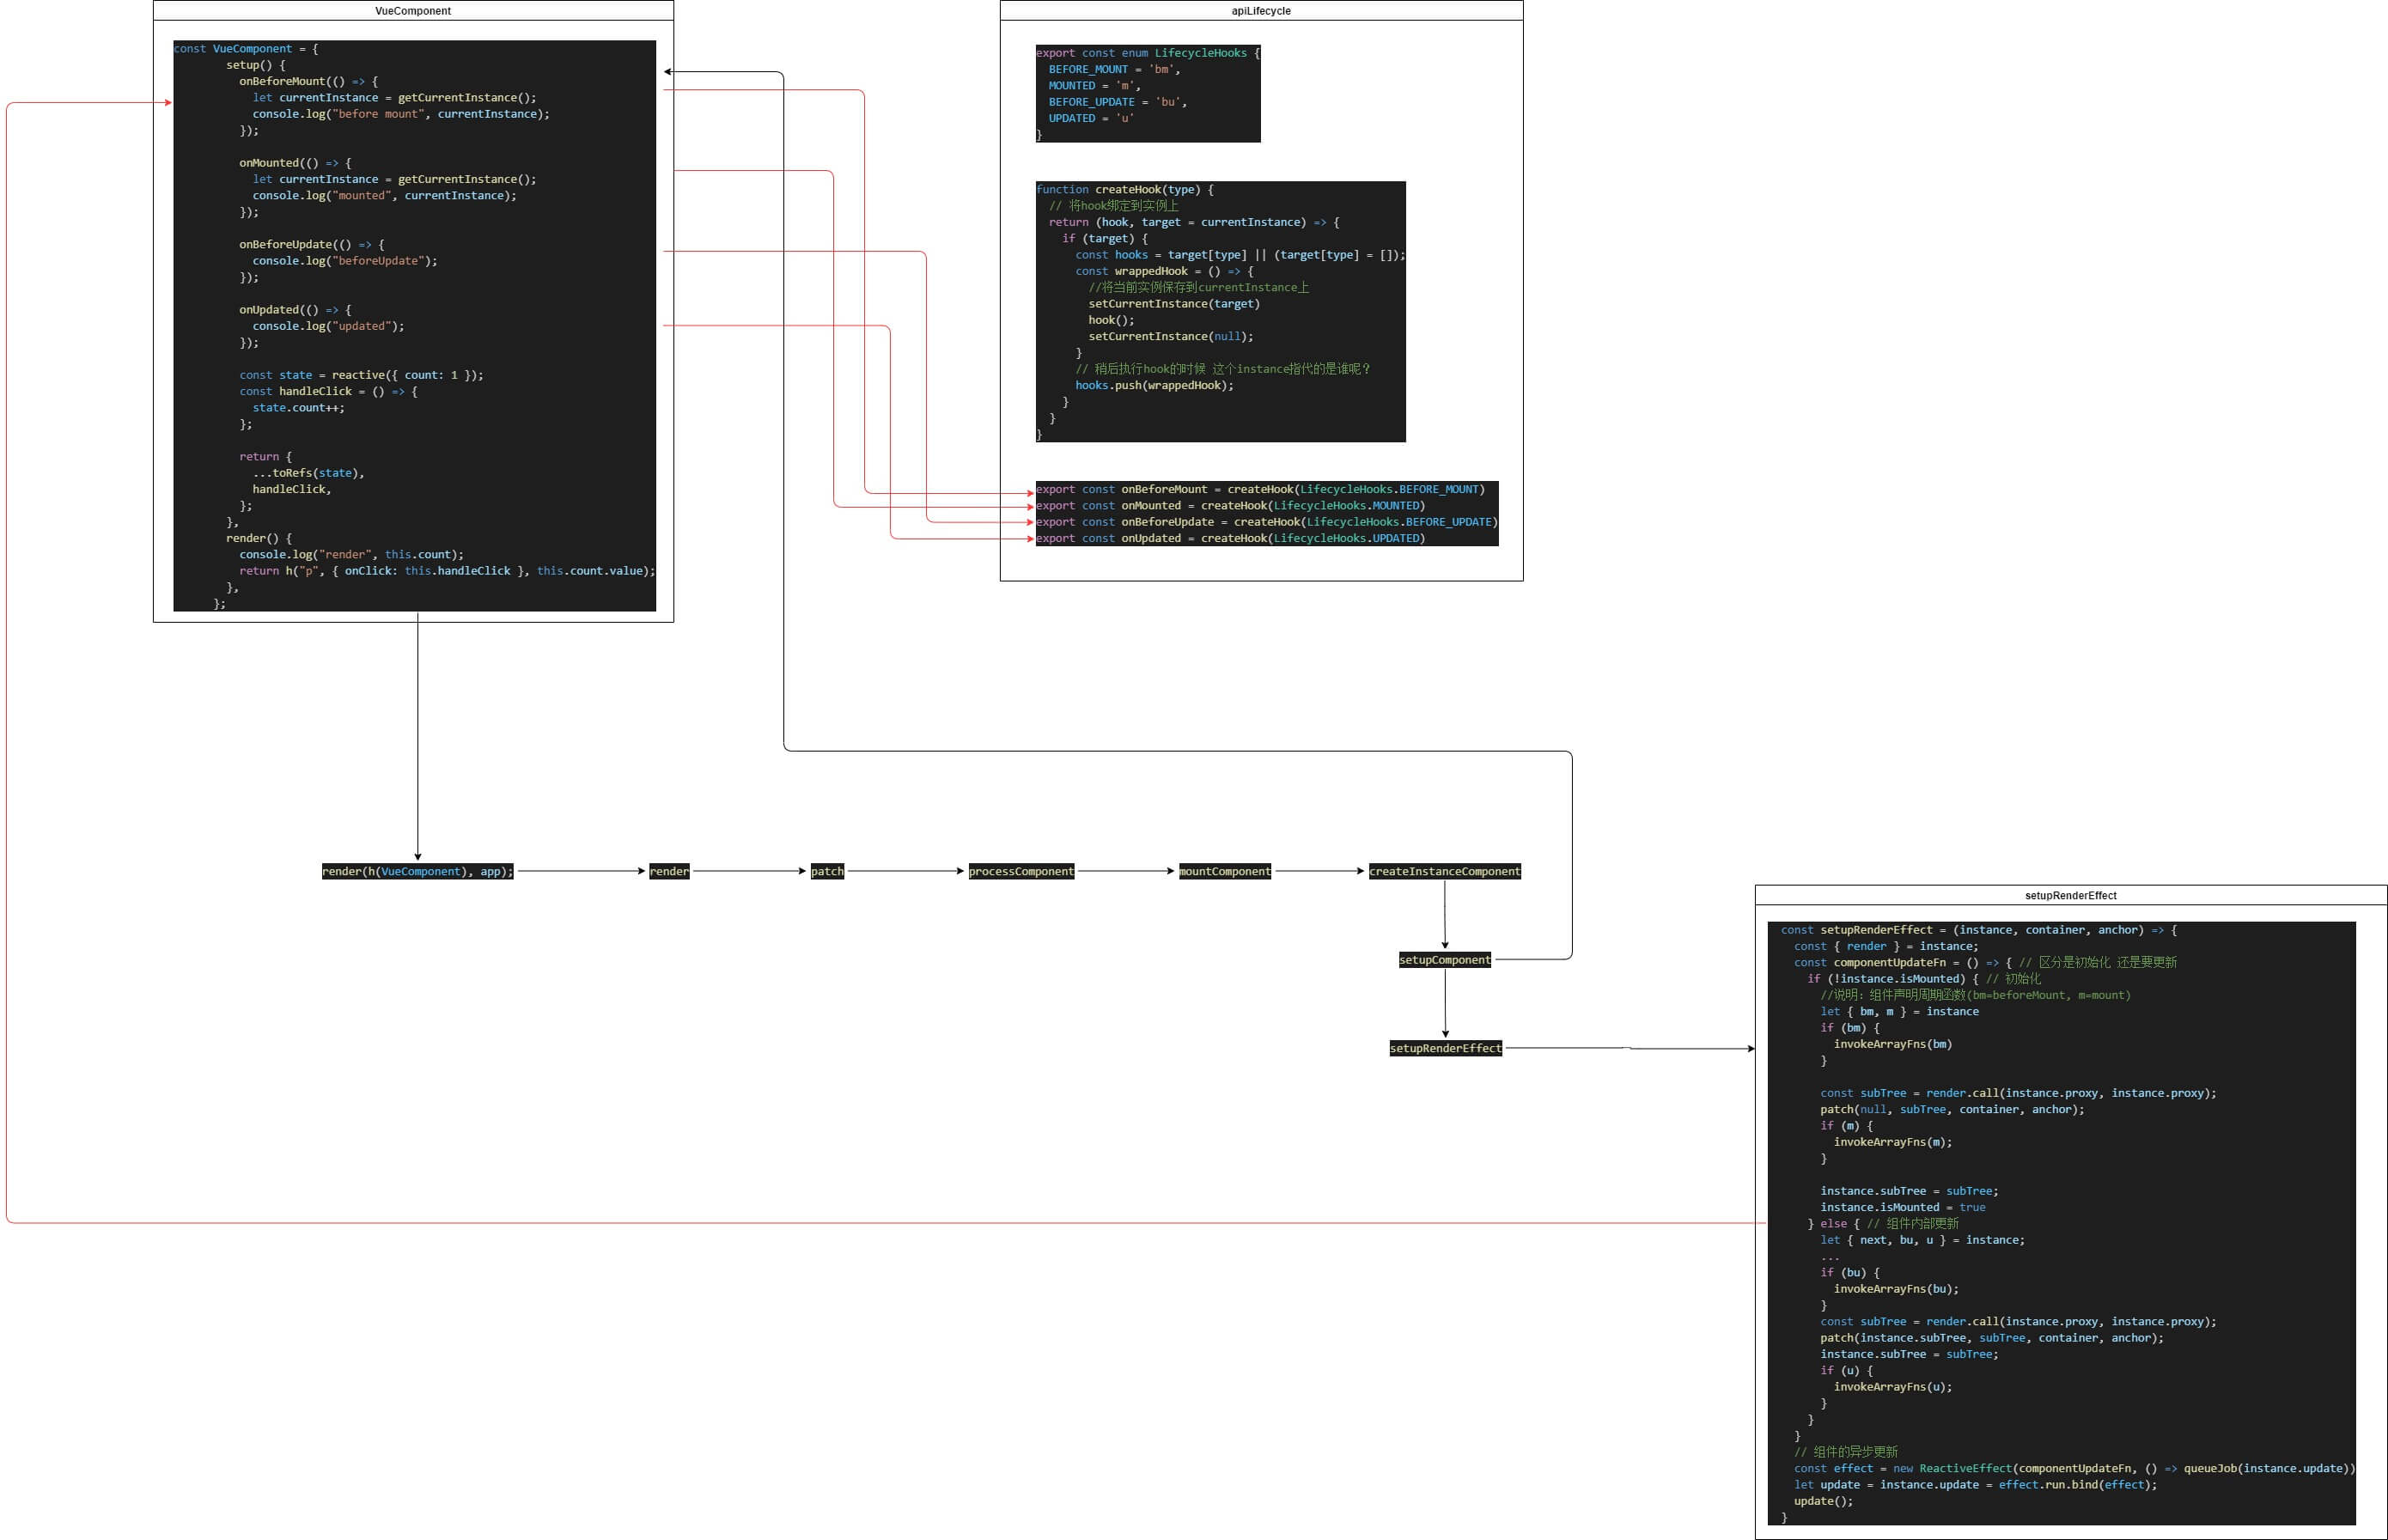 VueComponent
const VueComponent = {
setup() {
onBeforeMount(() => {
let currentInstance = getCurrentInstance();
console.log("before mount", currentInstance);
});
onMounted(() => {
let currentInstance = getCurrentInstance();
console.log("mounted", currentInstance);
});
onBeforeUpdate(() => {
console.log("beforeUpdate");
});
onUpdated(() => {
console.log("updated");
});
const state = reactive({ count: 1 });
const handleClick = () => {
state.count++;
};
return {
...toRefs(state),
handleClick,
};
},
render() {
console.log("render", this.count);
return h("p", { onClick: this.handleClick }, this.count.value);
},
};
apiLifecycle
export const enum LifecycleHooks {
BEFORE_MOUNT = 'bm',
MOUNTED = 'm',
BEFORE_UPDATE = 'bu',
UPDATED = 'u'
}
function createHook(type) {
// 将hook绑定到实例上
return (hook, target = currentInstance) => {
if (target) {
const hooks = target[type] || (target[type] = []);
const wrappedHook = () => {
//将当前实例保存到currentInstance上
setCurrentInstance(target)
hook();
setCurrentInstance(null);
}
// 稍后执行hook的时候 这个instance指代的是谁呢？
hooks.push(wrappedHook);
}
}
}
export const onBeforeMount = createHook(LifecycleHooks.BEFORE_MOUNT)
export const onMounted = createHook(LifecycleHooks.MOUNTED)
export const onBeforeUpdate = createHook(LifecycleHooks.BEFORE_UPDATE)
export const onUpdated = createHook(LifecycleHooks.UPDATED)
render(h(VueComponent), app);
render
patch
processComponent
mountComponent
createInstanceComponent
setupComponent
setupRenderEffect
setupRenderEffect
const setupRenderEffect = (instance, container, anchor) => {
const { render } = instance;
const componentUpdateFn = () => { // 区分是初始化 还是要更新
if (!instance.isMounted) { // 初始化
//说明：组件声明周期函数(bm=beforeMount, m=mount)
let { bm, m } = instance
if (bm) {
invokeArrayFns(bm)
}
const subTree = render.call(instance.proxy, instance.proxy);
patch(null, subTree, container, anchor);
if (m) {
invokeArrayFns(m);
}
instance.subTree = subTree;
instance.isMounted = true
} else { // 组件内部更新
let { next, bu, u } = instance;
...
if (bu) {
invokeArrayFns(bu);
}
const subTree = render.call(instance.proxy, instance.proxy);
patch(instance.subTree, subTree, container, anchor);
instance.subTree = subTree;
if (u) {
invokeArrayFns(u);
}
}
}
// 组件的异步更新
const effect = new ReactiveEffect(componentUpdateFn, () => queueJob(instance.update))
let update = instance.update = effect.run.bind(effect);
update();
}